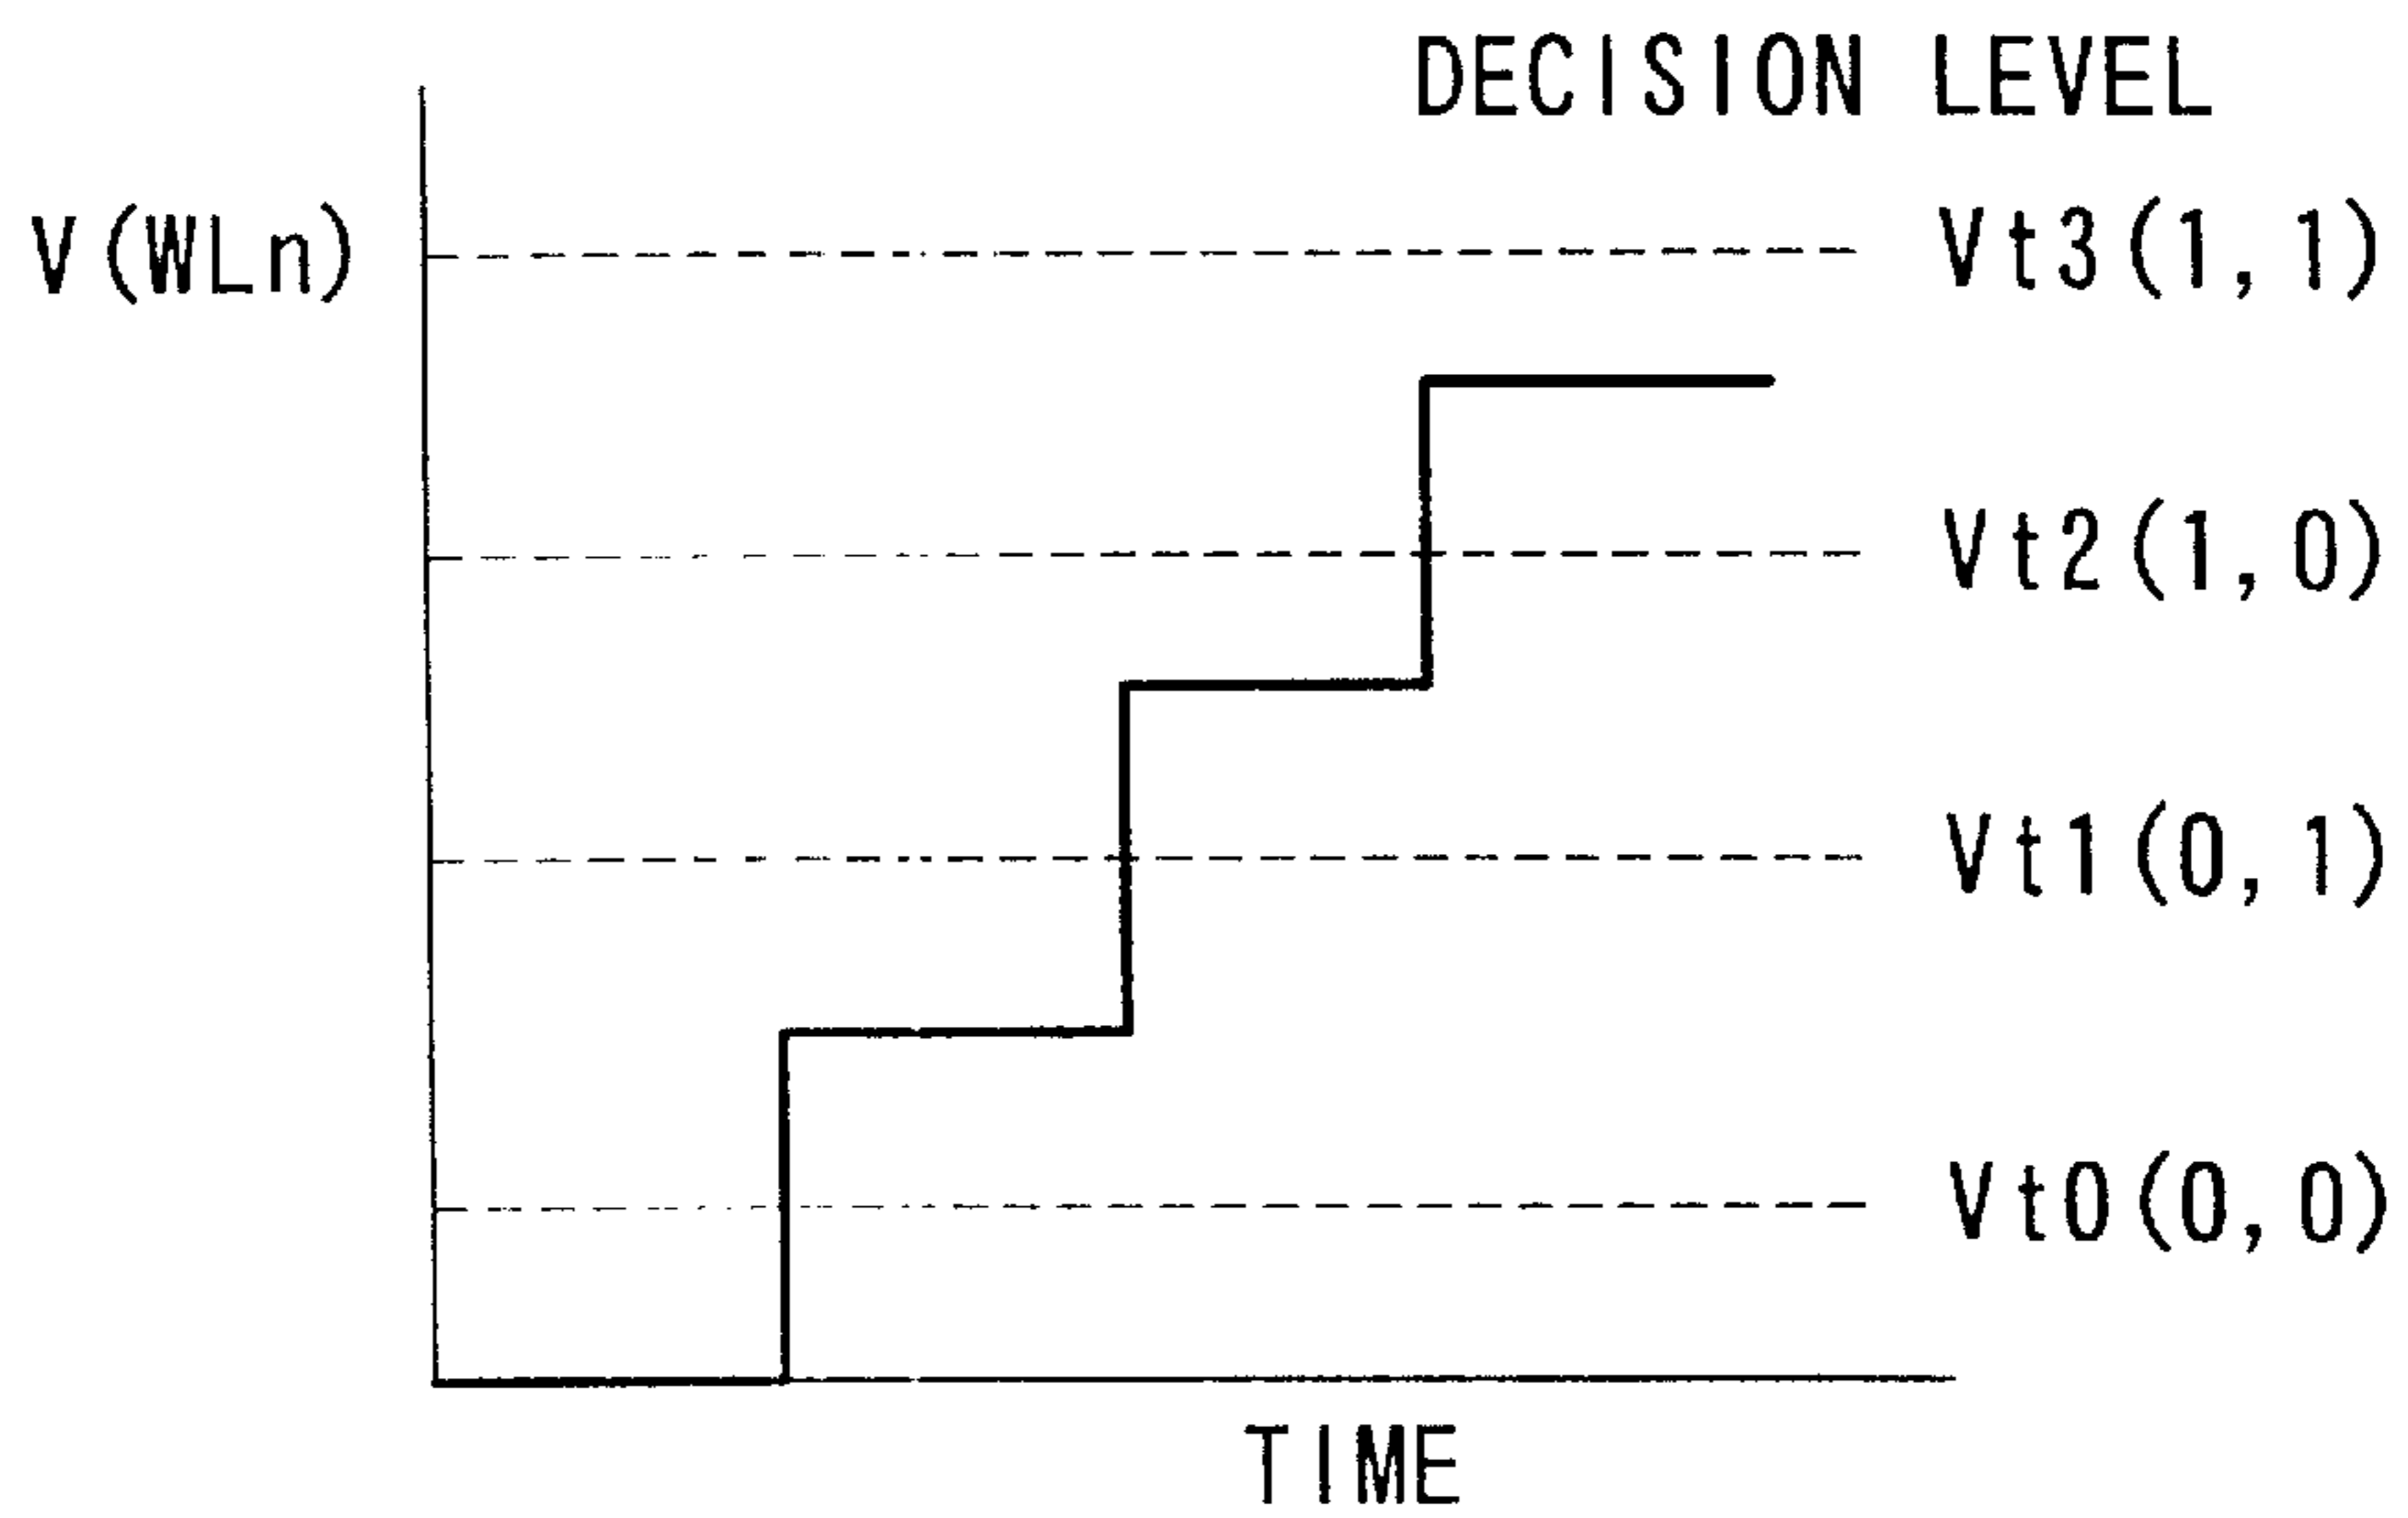 DECISION LEVEL
V(WLn)
Vt3(1,1)
Vt2(1,0)
Vt1(0,1)
Vt0(0,0)
TIME